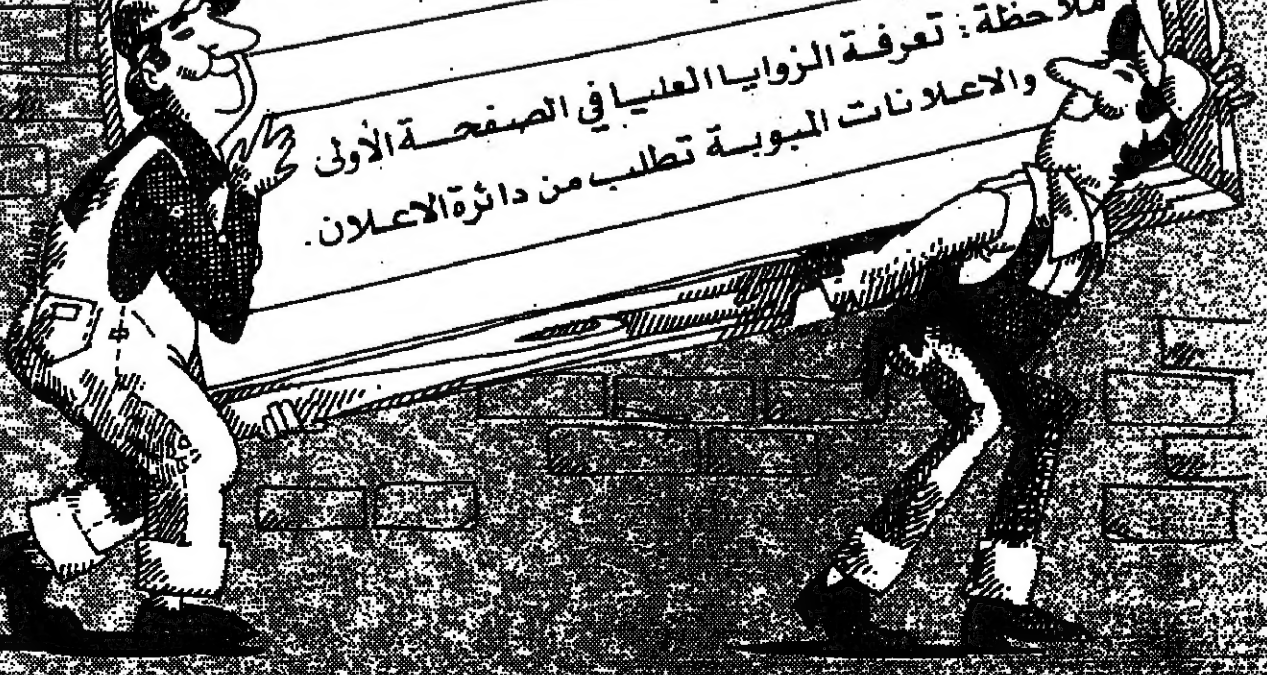 ملاحظة : تعرفة الزوايا العليا في الصفحة الأولى
والاعلانات المبوبة تطلب من دائرة الاعلان .